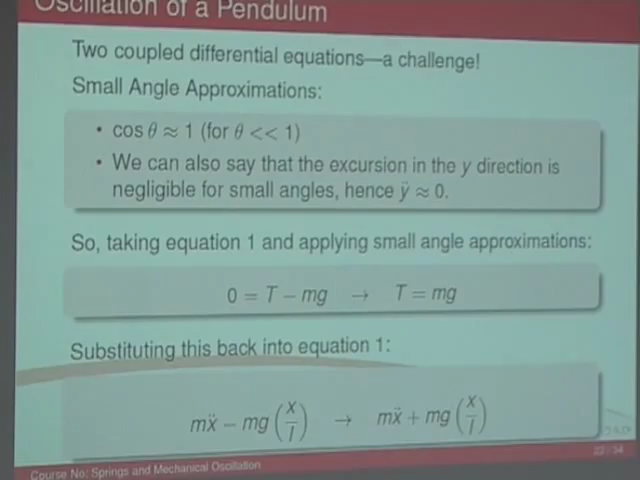 Oscillation of a Pendulum
Two coupled differential equations—a challenge!
Small Angle Approximations:
• cos θ ≈ 1 (for θ << 1)
• We can also say that the excursion in the y direction is
negligible for small angles, hence ÿ ≈ 0.
So, taking equation 1 and applying small angle approximations:
0 = T − mg → T = mg
Substituting this back into equation 1:
mẍ − mg (x/l) → mẍ + mg (x/l)
Course No: Springs and Mechanical Oscillation